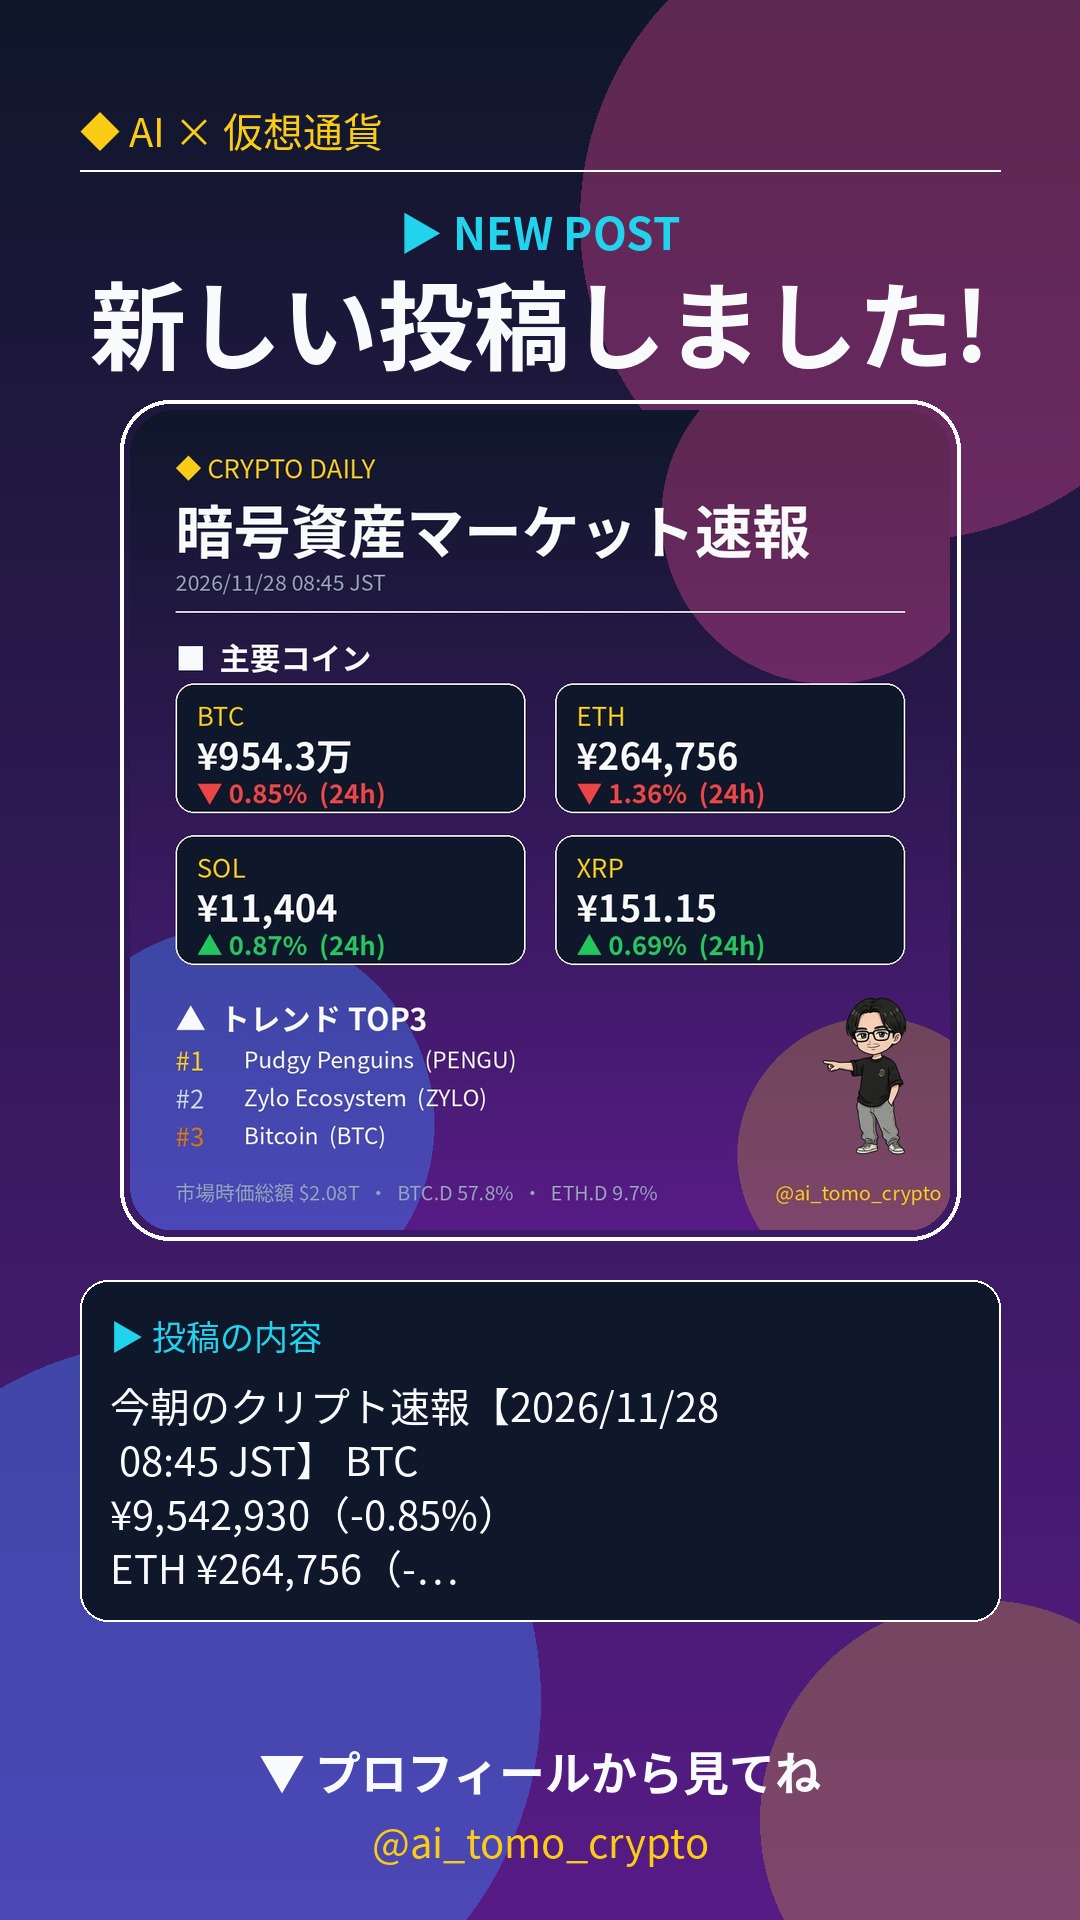 ◆ AI × 仮想通貨
▶ NEW POST
新しい投稿しました!
◆ CRYPTO DAILY
暗号資産マーケット速報
2026/11/28 08:45 JST
■ 主要コイン
BTC
¥954.3万
▼ 0.85% (24h)
ETH
¥264,756
▼ 1.36% (24h)
SOL
¥11,404
▲ 0.87% (24h)
XRP
¥151.15
▲ 0.69% (24h)
▲ トレンド TOP3
#1 Pudgy Penguins (PENGU)
#2 Zylo Ecosystem (ZYLO)
#3 Bitcoin (BTC)
市場時価総額 $2.08T ・ BTC.D 57.8% ・ ETH.D 9.7%
@ai_tomo_crypto
▶ 投稿の内容
今朝のクリプト速報【2026/11/28
08:45 JST】 BTC
¥9,542,930（-0.85%）
ETH ¥264,756（-…
▼ プロフィールから見てね
@ai_tomo_crypto